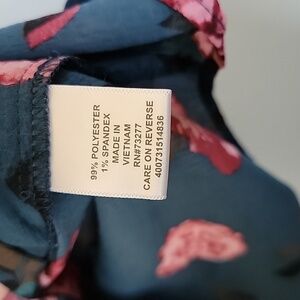 99% POLYESTER
1% SPANDEX
MADE IN
VIETNAM
RN#73277
CARE ON REVERSE
400731514836